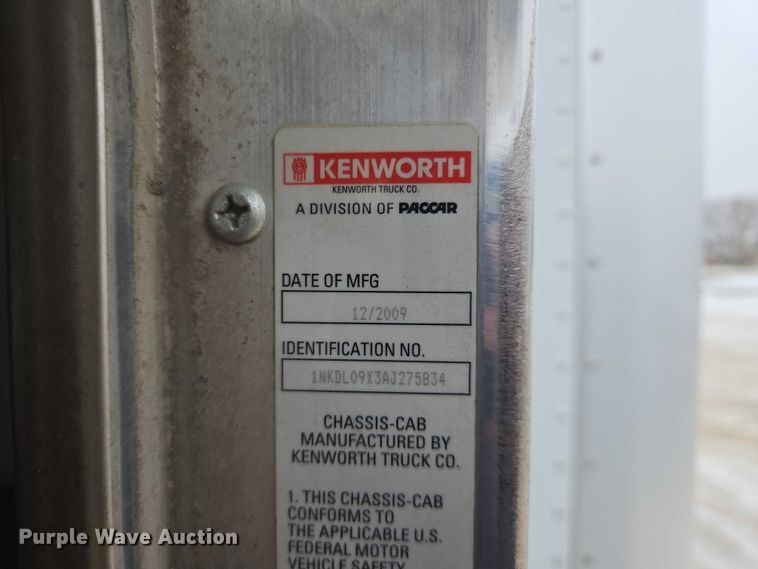 KENWORTH
KENWORTH TRUCK CO.
A DIVISION OF PACCAR
DATE OF MFG
12/2009
IDENTIFICATION NO.
1NKDL09X3AJ275834
CHASSIS-CAB
MANUFACTURED BY
KENWORTH TRUCK CO.
1. THIS CHASSIS-CAB
CONFORMS TO
THE APPLICABLE U.S.
FEDERAL MOTOR
VEHICLE SAFETY
Purple Wave Auction®